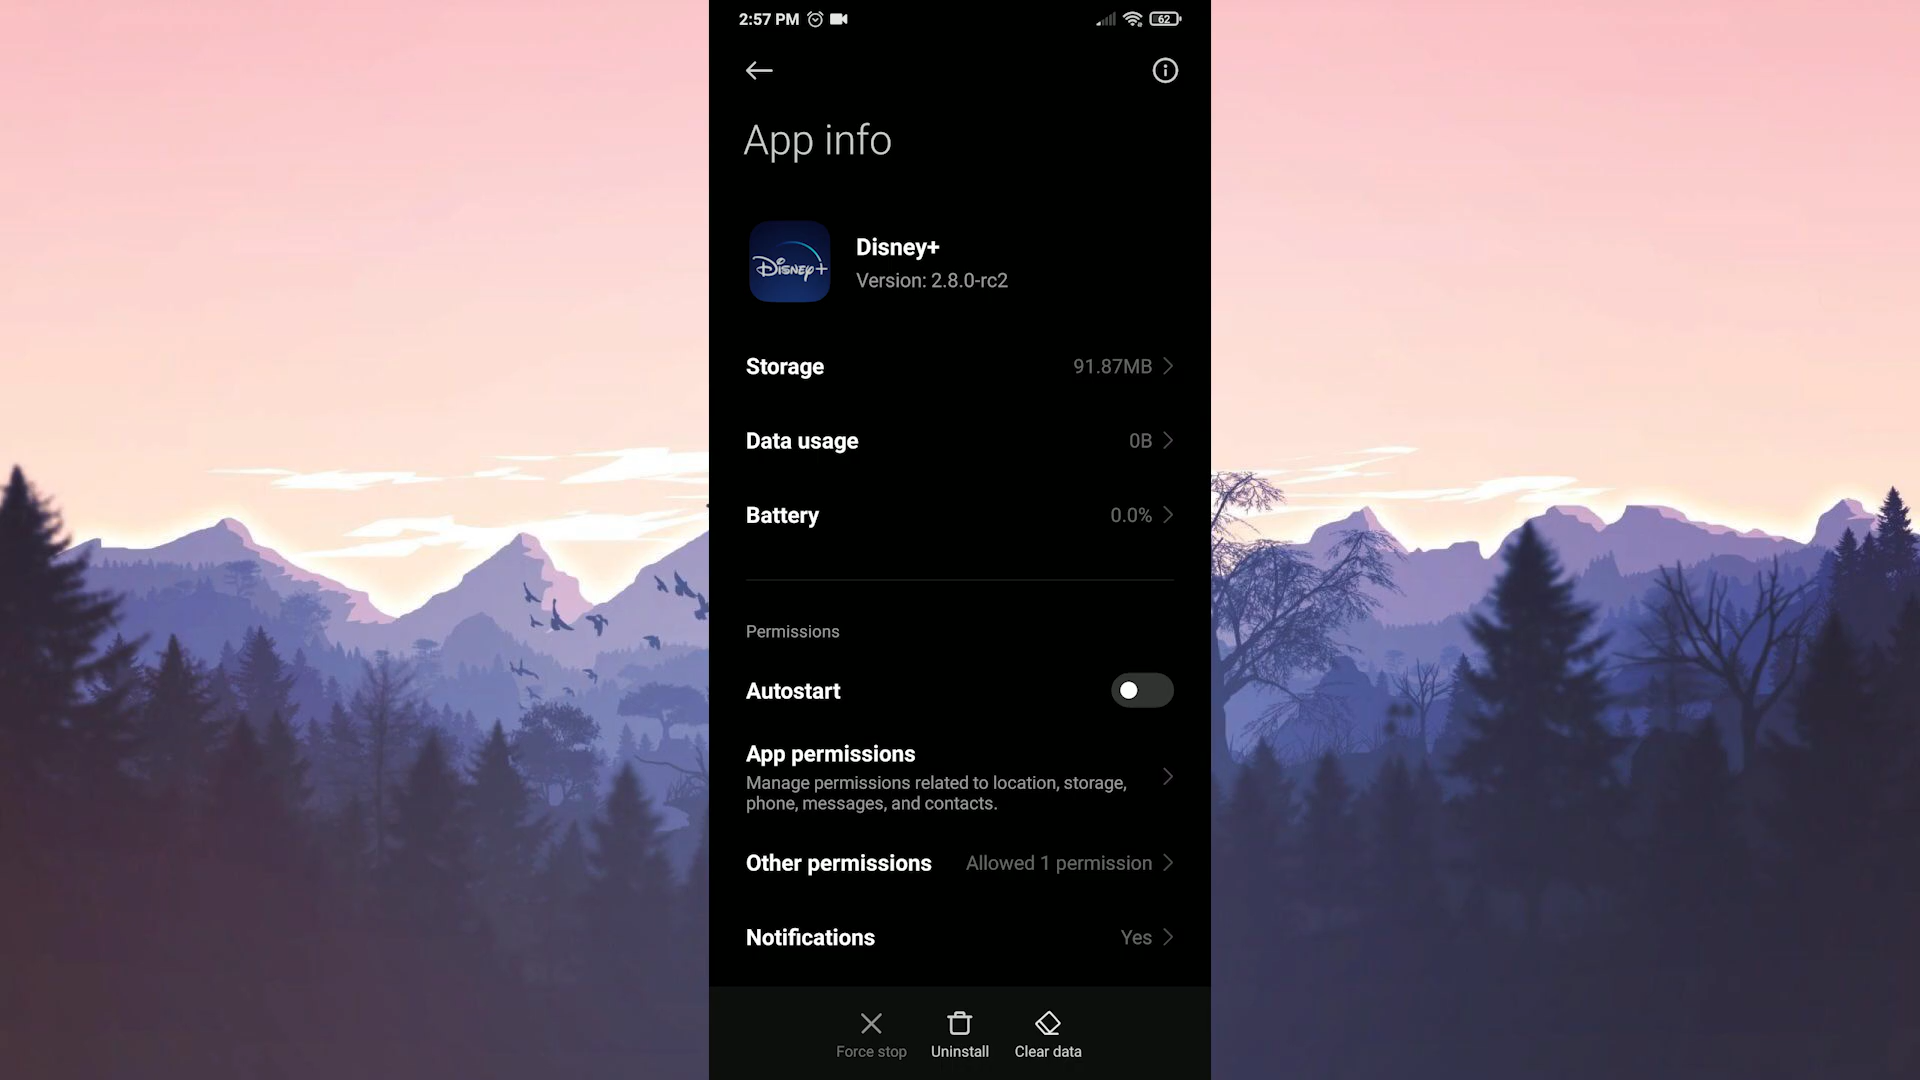 2:57 PM
62
App info
Disney+
Disney+
Version: 2.8.0-rc2
Storage 91.87MB
Data usage 0B
Battery 0.0%
Permissions
Autostart
App permissions
Manage permissions related to location, storage,
phone, messages, and contacts.
Other permissions Allowed 1 permission
Notifications Yes
Force stop Uninstall Clear data